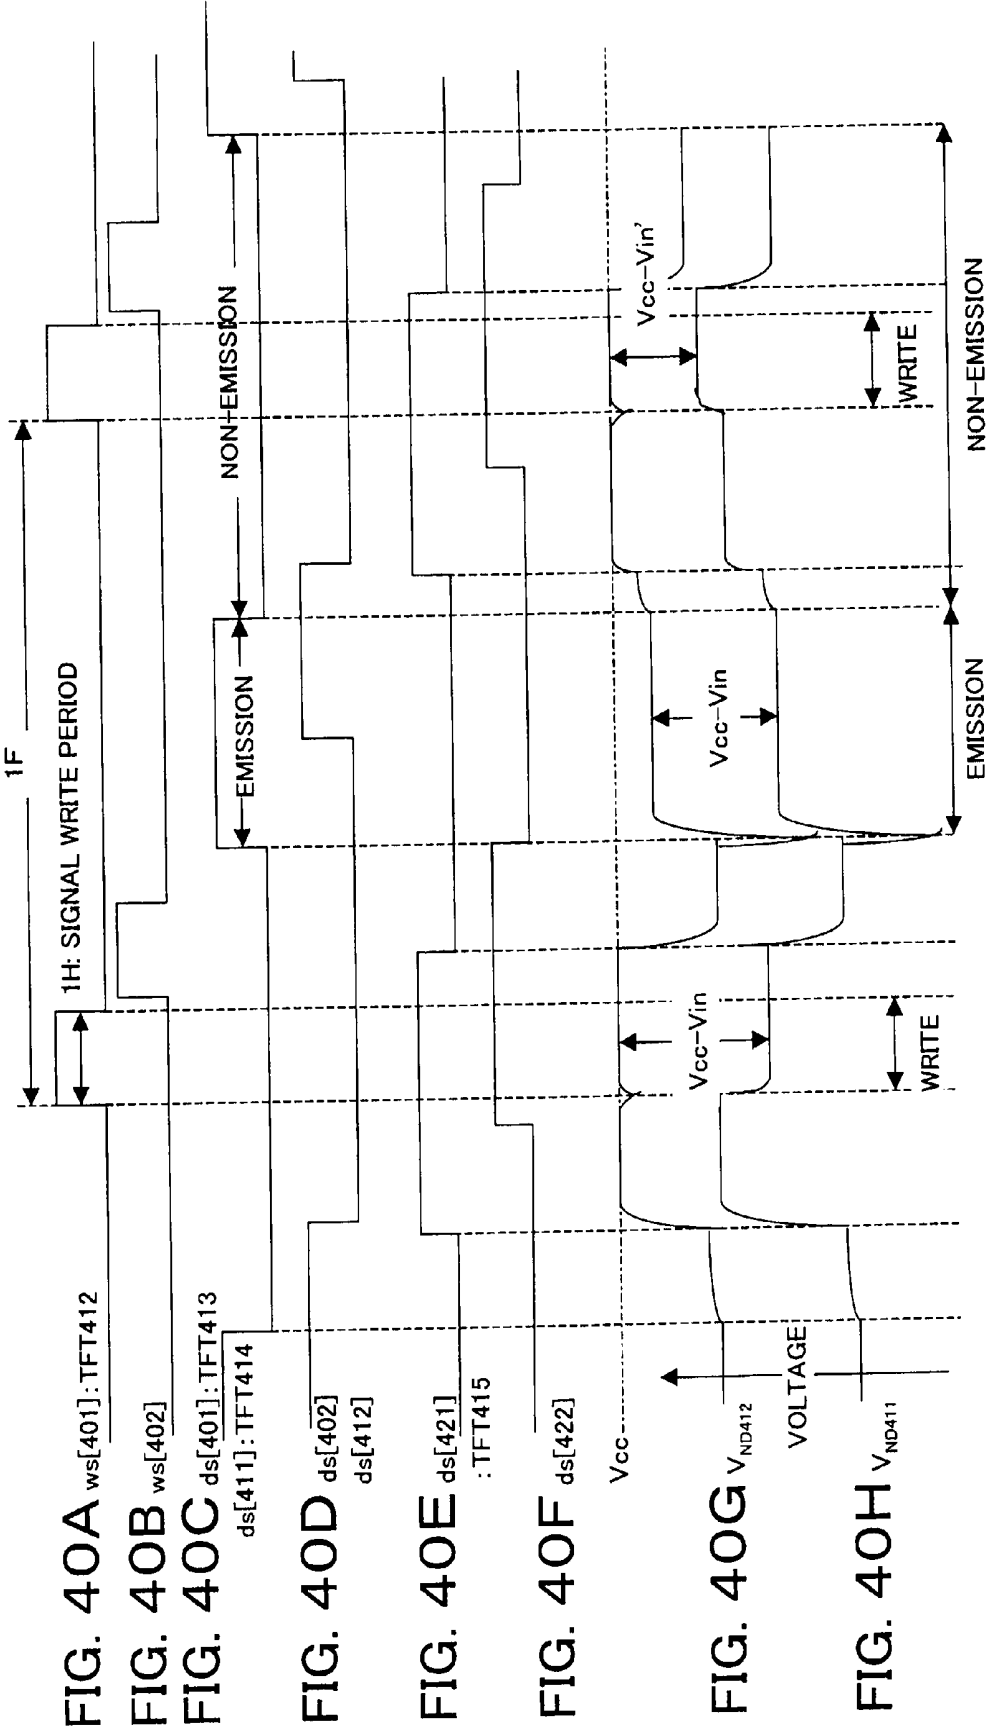 1F
1H: SIGNAL WRITE PERIOD
FIG. 40A ws[401]:TFT412
FIG. 40B ws[402]
FIG. 40C ds[401]:TFT413
ds[411]:TFT414
EMISSION
NON-EMISSION
FIG. 40D ds[402]
ds[412]
FIG. 40E ds[421]
:TFT415
FIG. 40F ds[422]
Vcc
Vcc-Vin
Vcc-Vin
Vcc-Vin'
FIG. 40G VND412
VOLTAGE
FIG. 40H VND411
WRITE
WRITE
EMISSION
NON-EMISSION